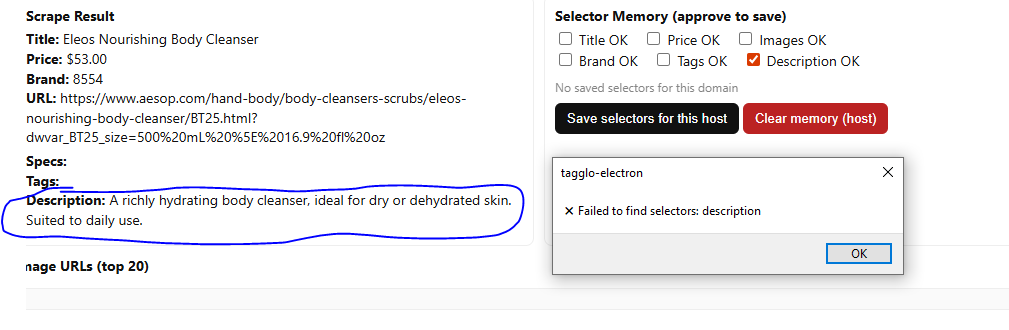 Scrape Result
Title: Eleos Nourishing Body Cleanser
Price: $53.00
Brand: 8554
URL: https://www.aesop.com/hand-body/body-cleansers-scrubs/eleos-
nourishing-body-cleanser/BT25.html?
dwvar_BT25_size=500%20mL%20%5E%2016.9%20fl%20oz
Specs:
Tags:
Description: A richly hydrating body cleanser, ideal for dry or dehydrated skin.
Suited to daily use.
mage URLs (top 20)
Selector Memory (approve to save)
Title OK Price OK Images OK
Brand OK Tags OK Description OK
No saved selectors for this domain
Save selectors for this host Clear memory (host)
tagglo-electron
✕ Failed to find selectors: description
OK